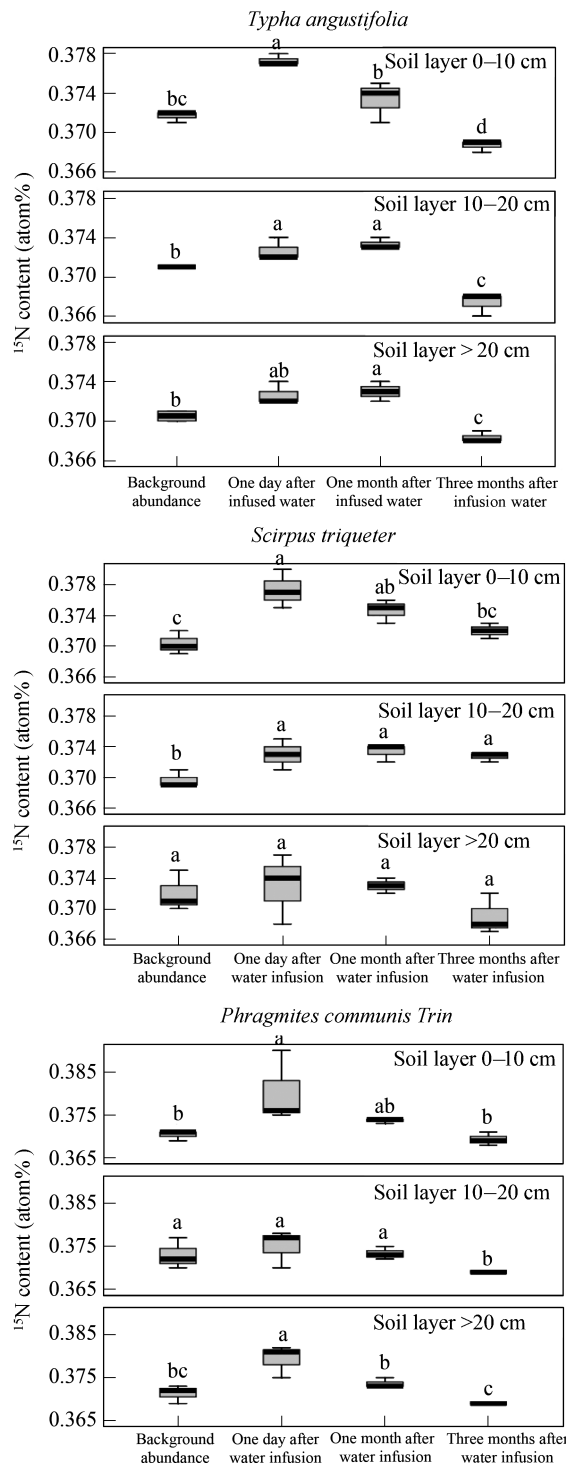 Typha angustifolia
a
0.378
Soil layer 0–10 cm
b
0.374
bc
0.370
d
0.366
0.378
Soil layer 10–20 cm
0.374
a
a
b
0.370
c
0.366
0.378
Soil layer > 20 cm
0.374
ab
a
b
0.370
c
0.366
¹⁵N content (atom%)
Background abundance
One day after infused water
One month after infused water
Three months after infusion water
Scirpus triqueter
a
0.378
Soil layer 0–10 cm
ab
0.374
c
bc
0.370
0.366
0.378
Soil layer 10–20 cm
a
a
a
0.374
b
0.370
0.366
0.378
Soil layer >20 cm
a
a
a
a
0.374
0.370
0.366
¹⁵N content (atom%)
Background abundance
One day after water infusion
One month after water infusion
Three months after water infusion
Phragmites communis Trin
a
0.385
Soil layer 0–10 cm
0.375
b
ab
b
0.365
0.385
Soil layer 10–20 cm
a
a
a
0.375
b
0.365
0.385
Soil layer >20 cm
a
b
bc
0.375
c
0.365
¹⁵N content (atom%)
Background abundance
One day after water infusion
One month after water infusion
Three months after water infusion